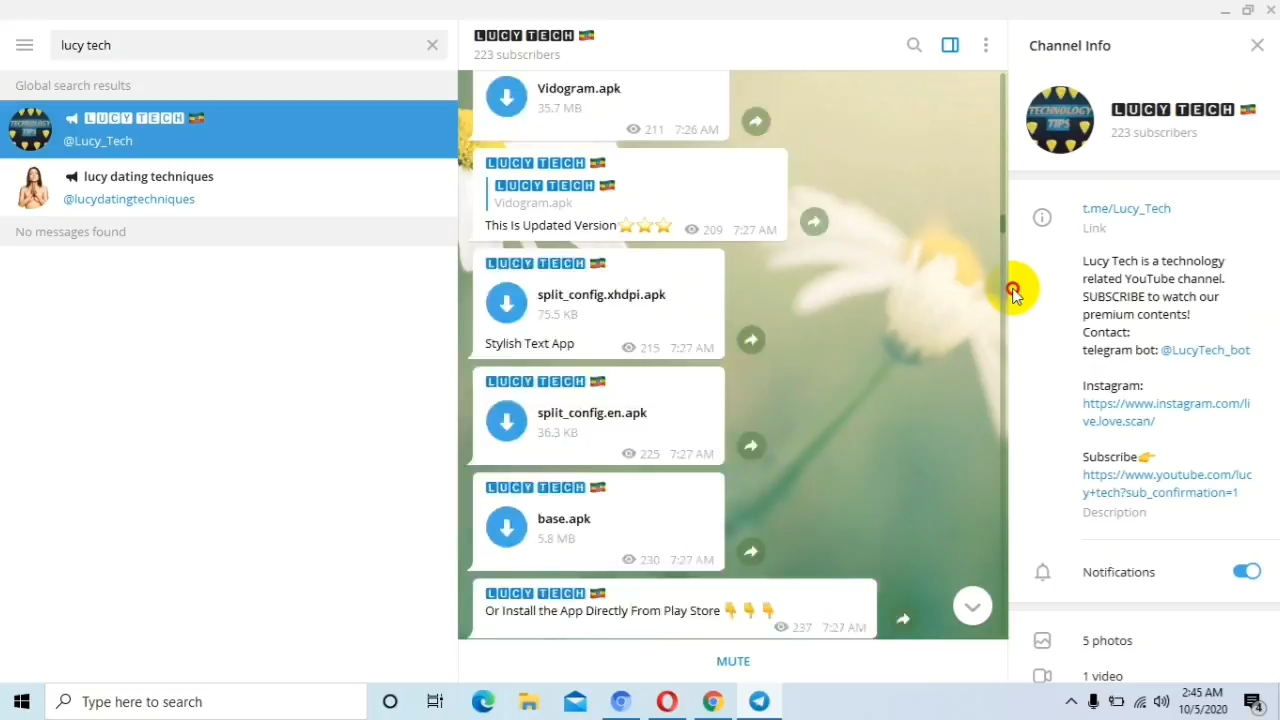 lucy tech
Global search results
LUCY TECH 🇪🇹
@Lucy_Tech
lucy dating techniques
@lucydatingtechniques
No messages found
LUCY TECH 🇪🇹
223 subscribers
Vidogram.apk
35.7 MB
211 7:26 AM
LUCY TECH 🇪🇹
LUCY TECH 🇪🇹
Vidogram.apk
This Is Updated Version⭐⭐⭐ 209 7:27 AM
LUCY TECH 🇪🇹
split_config.xhdpi.apk
75.5 KB
Stylish Text App 215 7:27 AM
LUCY TECH 🇪🇹
split_config.en.apk
36.3 KB
225 7:27 AM
LUCY TECH 🇪🇹
base.apk
5.8 MB
230 7:27 AM
LUCY TECH 🇪🇹
Or Install the App Directly From Play Store 👇👇👇
237 7:27 AM
MUTE
Channel Info
TECHNOLOGY
TIPS
LUCY TECH 🇪🇹
223 subscribers
t.me/Lucy_Tech
Link
Lucy Tech is a technology
related YouTube channel.
SUBSCRIBE to watch our
premium contents!
Contact:
telegram bot: @LucyTech_bot
Instagram:
https://www.instagram.com/li
ve.love.scan/
Subscribe👉
https://www.youtube.com/luc
y+tech?sub_confirmation=1
Description
Notifications
5 photos
1 video
Type here to search
2:45 AM
10/5/2020
4